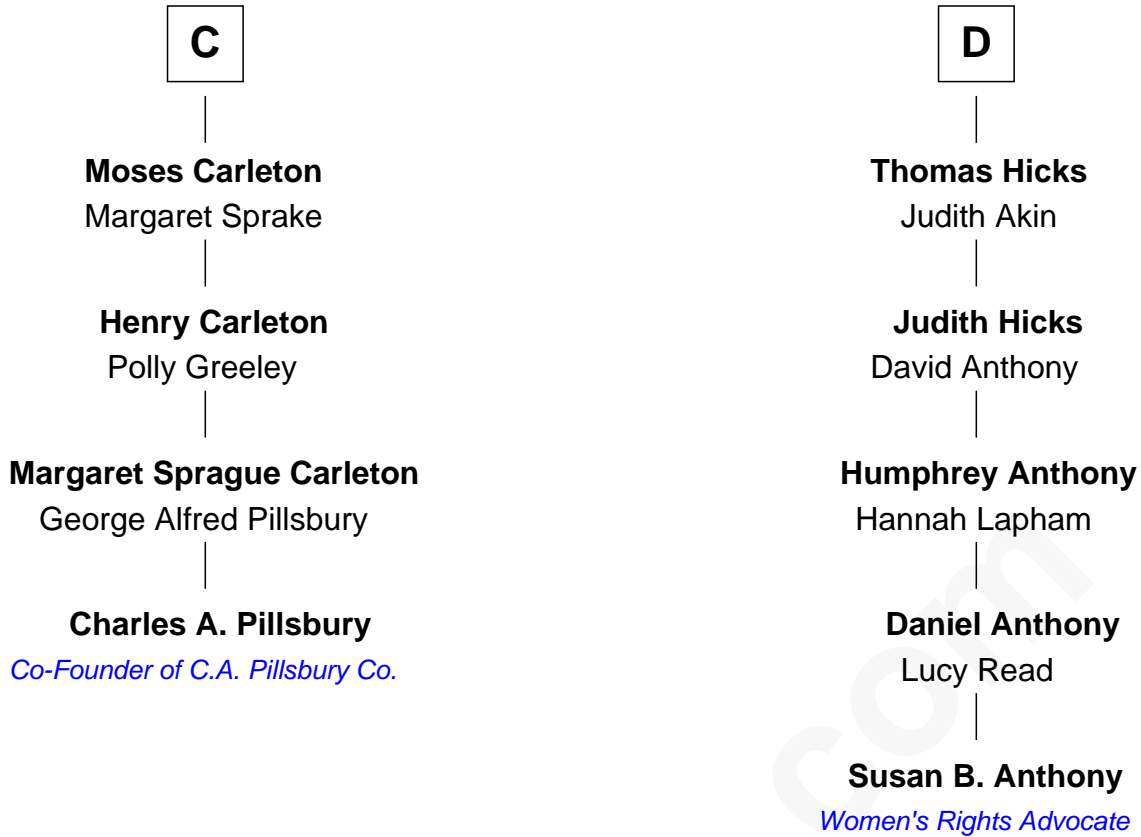 C
Moses Carleton
Margaret Sprake
Henry Carleton
Polly Greeley
Margaret Sprague Carleton
George Alfred Pillsbury
Charles A. Pillsbury
Co-Founder of C.A. Pillsbury Co.
D
Thomas Hicks
Judith Akin
Judith Hicks
David Anthony
Humphrey Anthony
Hannah Lapham
Daniel Anthony
Lucy Read
Susan B. Anthony
Women's Rights Advocate
com